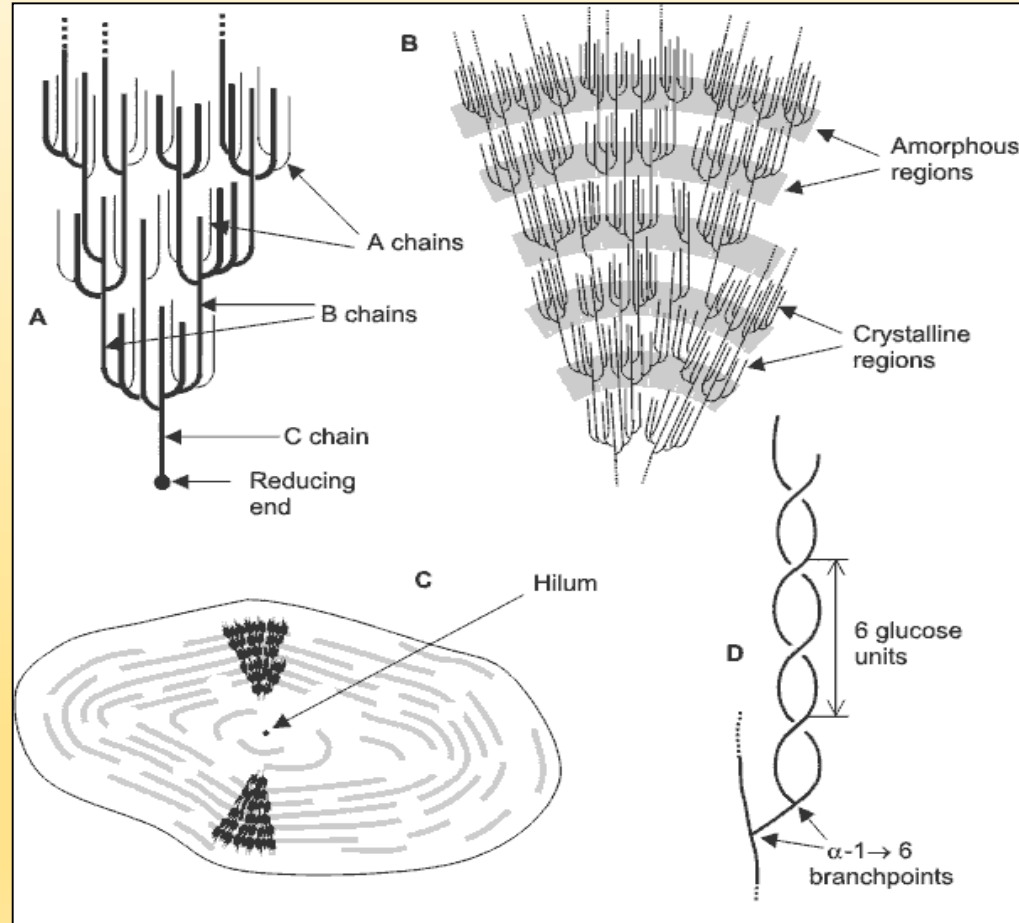 A
A chains
B chains
C chain
Reducing
end
B
Amorphous
regions
Crystalline
regions
C
Hilum
D
6 glucose
units
α-1→ 6
branchpoints